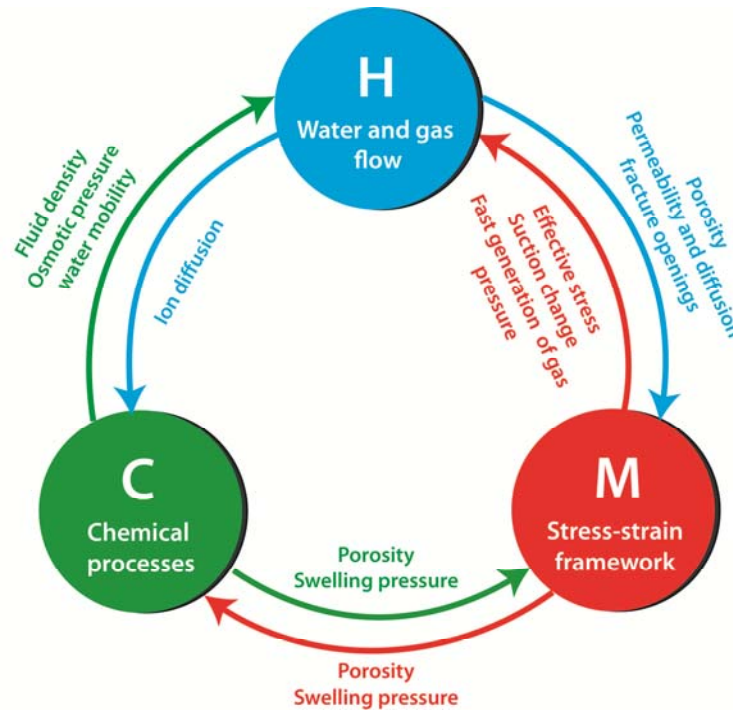 H
Water and gas
flow
Fluid density
Osmotic pressure
water mobility
Ion diffusion
Effective stress
Suction change
Fast generation of gas
pressure
Porosity
Permeability and diffusion
fracture openings
C
Chemical
processes
M
Stress-strain
framework
Porosity
Swelling pressure
Porosity
Swelling pressure